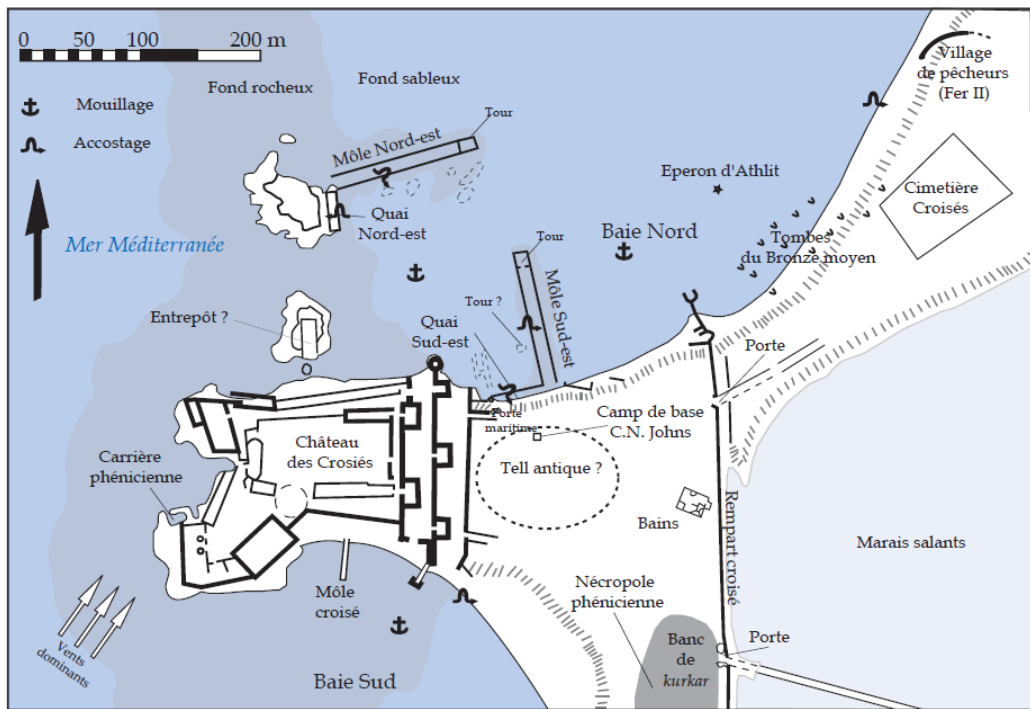 0 50 100 200 m
Fond rocheux
Fond sableux
Mouillage
Accostage
Mer Méditerranée
Village
de pêcheurs
(Fer II)
Tour
Môle Nord-est
Quai
Nord-est
Eperon d'Athlit
Cimetière
Croisés
Baie Nord
Tombes
du Bronze moyen
Tour
Môle Sud-est
Tour ?
Quai
Sud-est
Entrepôt ?
Porte
Porte
maritime
Camp de base
C.N. Johns
Château
des Crosiés
Tell antique ?
Carrière
phénicienne
Bains
Rempart croisé
Marais salants
Môle
croisé
Nécropole
phénicienne
Banc
de
kurkar
Porte
Vents
dominants
Baie Sud